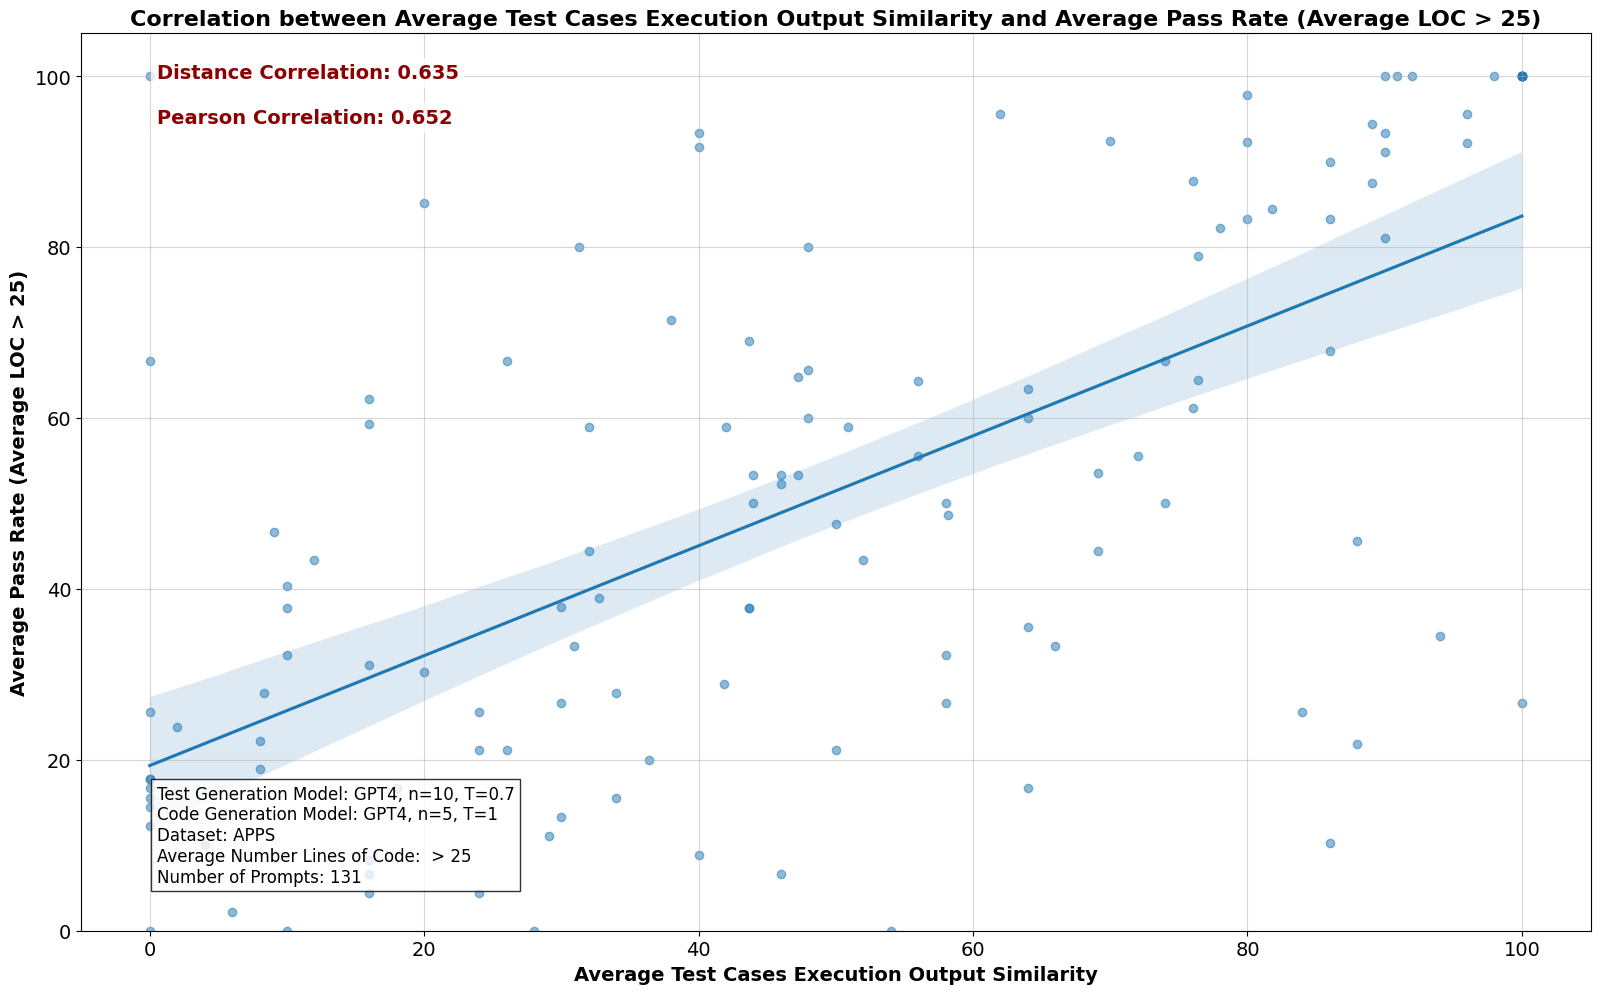 Correlation between Average Test Cases Execution Output Similarity and Average Pass Rate (Average LOC > 25)
Distance Correlation: 0.635
Pearson Correlation: 0.652
Average Pass Rate (Average LOC > 25)
100
80
60
40
20
0
Test Generation Model: GPT4, n=10, T=0.7
Code Generation Model: GPT4, n=5, T=1
Dataset: APPS
Average Number Lines of Code:  > 25
Number of Prompts: 131
0 20 40 60 80 100
Average Test Cases Execution Output Similarity